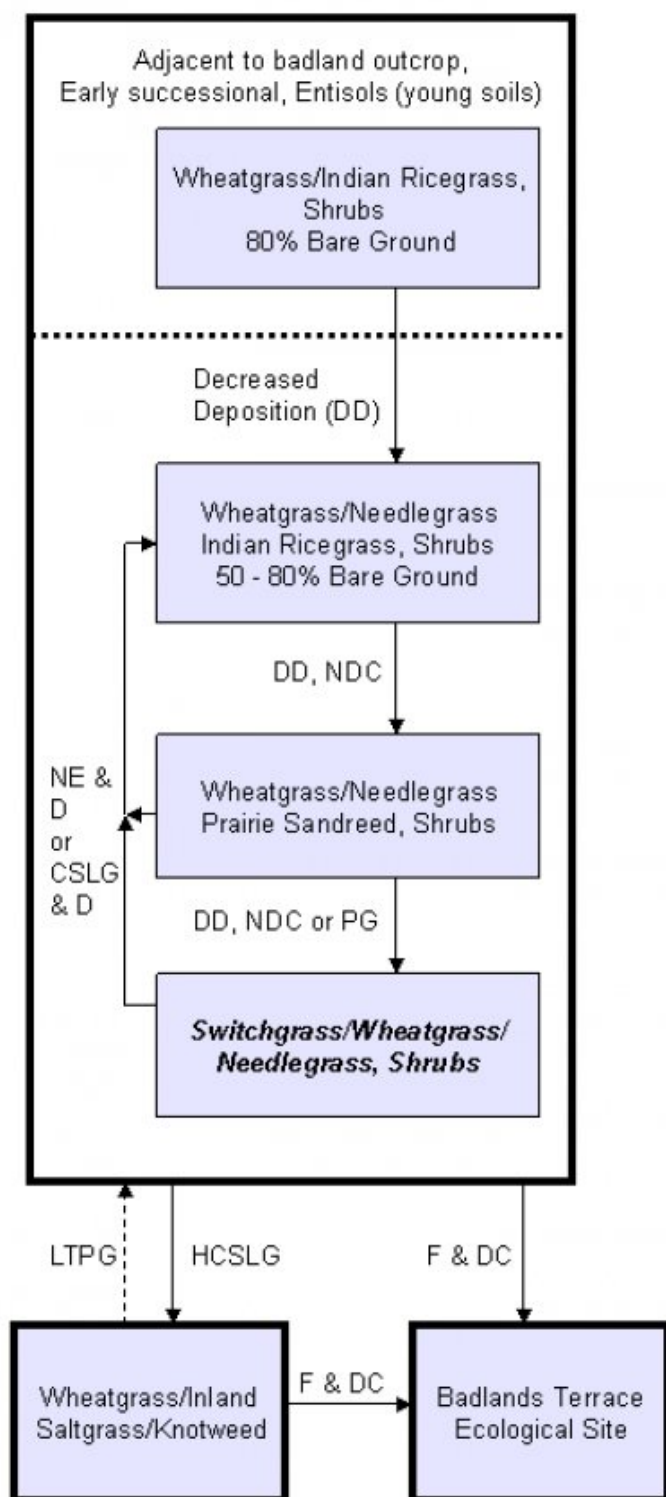 Adjacent to badland outcrop,
Early successional, Entisols (young soils)
Wheatgrass/Indian Ricegrass,
Shrubs
80% Bare Ground
Decreased
Deposition (DD)
Wheatgrass/Needlegrass
Indian Ricegrass, Shrubs
50 - 80% Bare Ground
DD, NDC
NE &
D
or
CSLG
& D
Wheatgrass/Needlegrass
Prairie Sandreed, Shrubs
DD, NDC or PG
Switchgrass/Wheatgrass/
Needlegrass, Shrubs
LTPG
HCSLG
F & DC
Wheatgrass/Inland
Saltgrass/Knotweed
F & DC
Badlands Terrace
Ecological Site